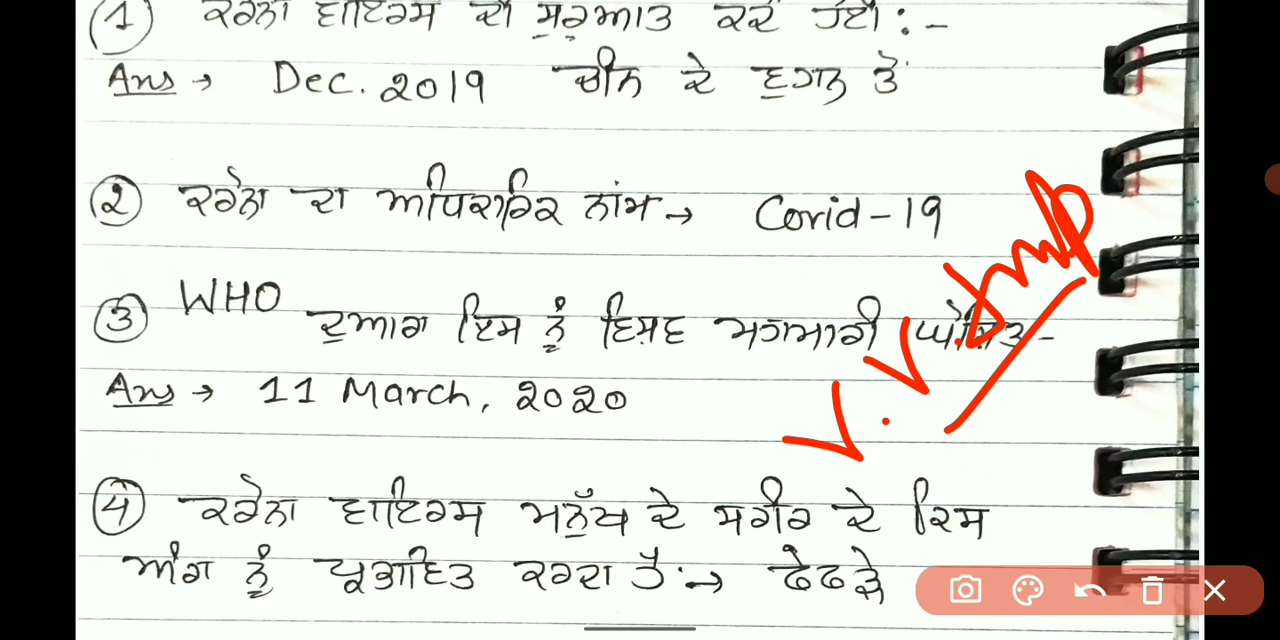 ① ਕਰੋਨਾ ਵਾਇਰਸ ਦੀ ਸ਼ੁਰੂਆਤ ਕਦੋਂ ਹੋਈ :-
Ans → Dec. 2019 ਚੀਨ ਦੇ ਵੁਹਾਨ ਤੋਂ
② ਕਰੋਨਾ ਦਾ ਅਧਿਕਾਰਿਕ ਨਾਂਮ → Covid-19
③ WHO ਦੁਆਰਾ ਇਸ ਨੂੰ ਵਿਸ਼ਵ ਮਹਾਮਾਰੀ ਘੋਸ਼ਿਤ -
V. V. Imp
Ans → 11 March, 2020
④ ਕਰੋਨਾ ਵਾਇਰਸ ਮਨੁੱਖ ਦੇ ਸਰੀਰ ਦੇ ਕਿਸ
ਅੰਗ ਨੂੰ ਪ੍ਰਭਾਵਿਤ ਕਰਦਾ ਹੈ → ਫੇਫੜੇ